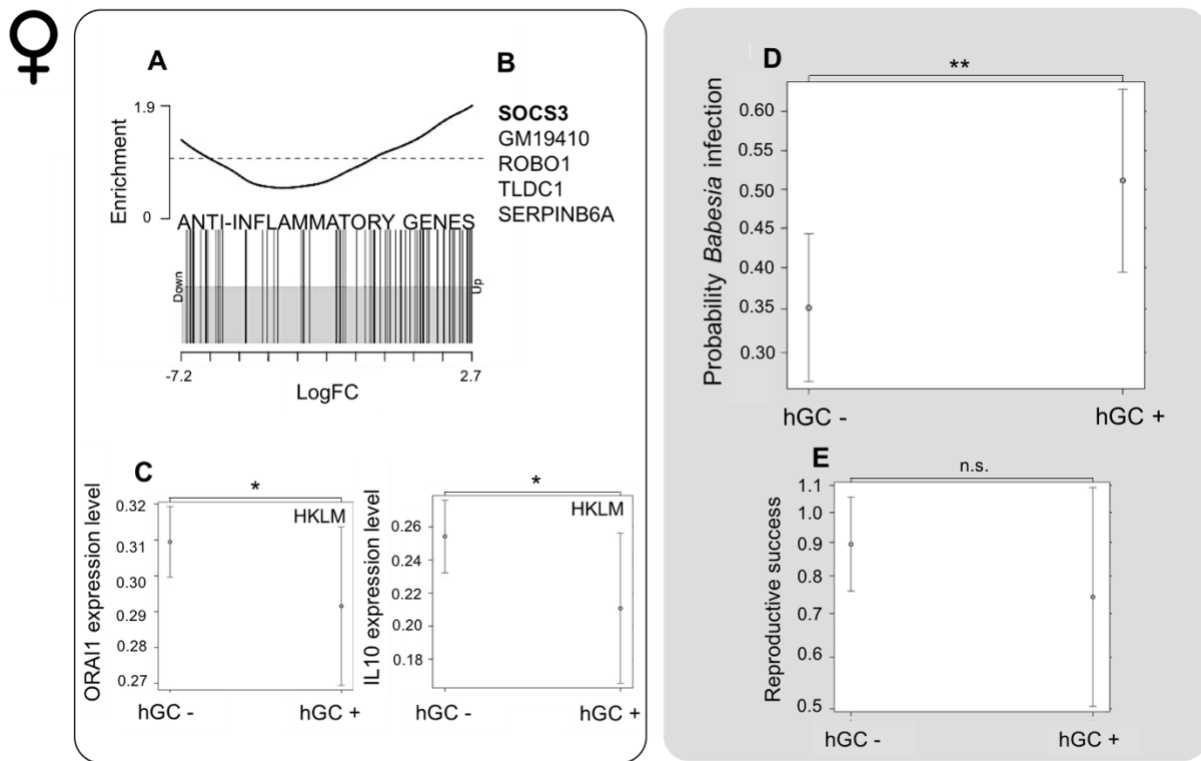 A
B
1.9
Enrichment
0
SOCS3
GM19410
ROBO1
TLDC1
SERPINB6A
ANTI-INFLAMMATORY GENES
Down
Up
-7.2
2.7
LogFC
C
*
HKLM
ORAI1 expression level
0.32
0.31
0.30
0.29
0.28
0.27
hGC -
hGC +
*
HKLM
IL10 expression level
0.26
0.24
0.22
0.20
0.18
hGC -
hGC +
D
**
Probability Babesia infection
0.60
0.55
0.50
0.45
0.40
0.35
0.30
hGC -
hGC +
E
n.s.
Reproductive success
1.1
1.0
0.9
0.8
0.7
0.6
0.5
hGC -
hGC +